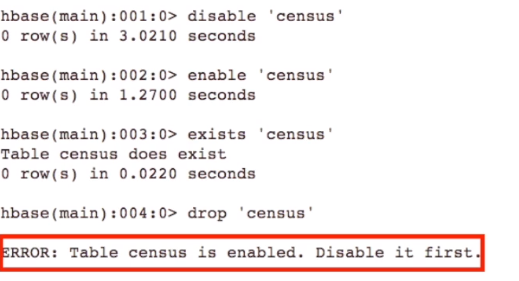 hbase(main):001:0> disable 'census'
0 row(s) in 3.0210 seconds
hbase(main):002:0> enable 'census'
0 row(s) in 1.2700 seconds
hbase(main):003:0> exists 'census'
Table census does exist
0 row(s) in 0.0220 seconds
hbase(main):004:0> drop 'census'
ERROR: Table census is enabled. Disable it first.